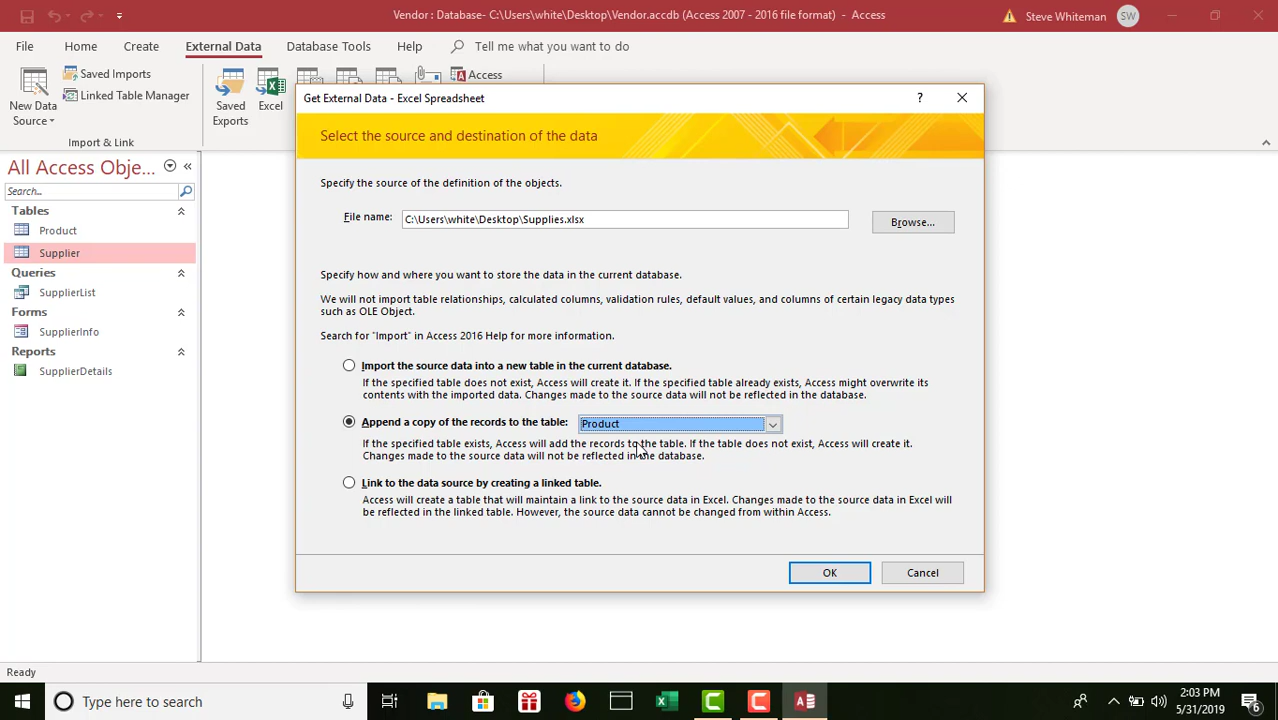 Vendor : Database- C:\Users\white\Desktop\Vendor.accdb (Access 2007 - 2016 file format) - Access
Steve Whiteman SW
File Home Create External Data Database Tools Help Tell me what you want to do
New Data Source
Saved Imports
Linked Table Manager
Import & Link
Saved Exports
Excel
Access
Get External Data - Excel Spreadsheet
?
Select the source and destination of the data
Specify the source of the definition of the objects.
File name: C:\Users\white\Desktop\Supplies.xlsx Browse...
Specify how and where you want to store the data in the current database.
We will not import table relationships, calculated columns, validation rules, default values, and columns of certain legacy data types
such as OLE Object.
Search for "Import" in Access 2016 Help for more information.
Import the source data into a new table in the current database.
If the specified table does not exist, Access will create it. If the specified table already exists, Access might overwrite its
contents with the imported data. Changes made to the source data will not be reflected in the database.
Append a copy of the records to the table: Product
If the specified table exists, Access will add the records to the table. If the table does not exist, Access will create it.
Changes made to the source data will not be reflected in the database.
Link to the data source by creating a linked table.
Access will create a table that will maintain a link to the source data in Excel. Changes made to the source data in Excel will
be reflected in the linked table. However, the source data cannot be changed from within Access.
OK Cancel
All Access Obje...
Search...
Tables
Product
Supplier
Queries
SupplierList
Forms
SupplierInfo
Reports
SupplierDetails
Ready
Type here to search
2:03 PM
5/31/2019
6